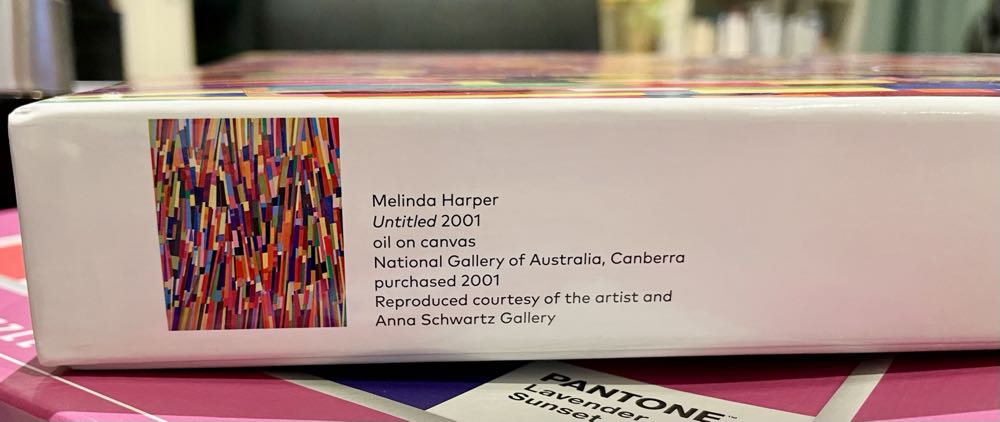 Melinda Harper
Untitled 2001
oil on canvas
National Gallery of Australia, Canberra
purchased 2001
Reproduced courtesy of the artist and
Anna Schwartz Gallery
PANTONE™
Lavender
Sunset